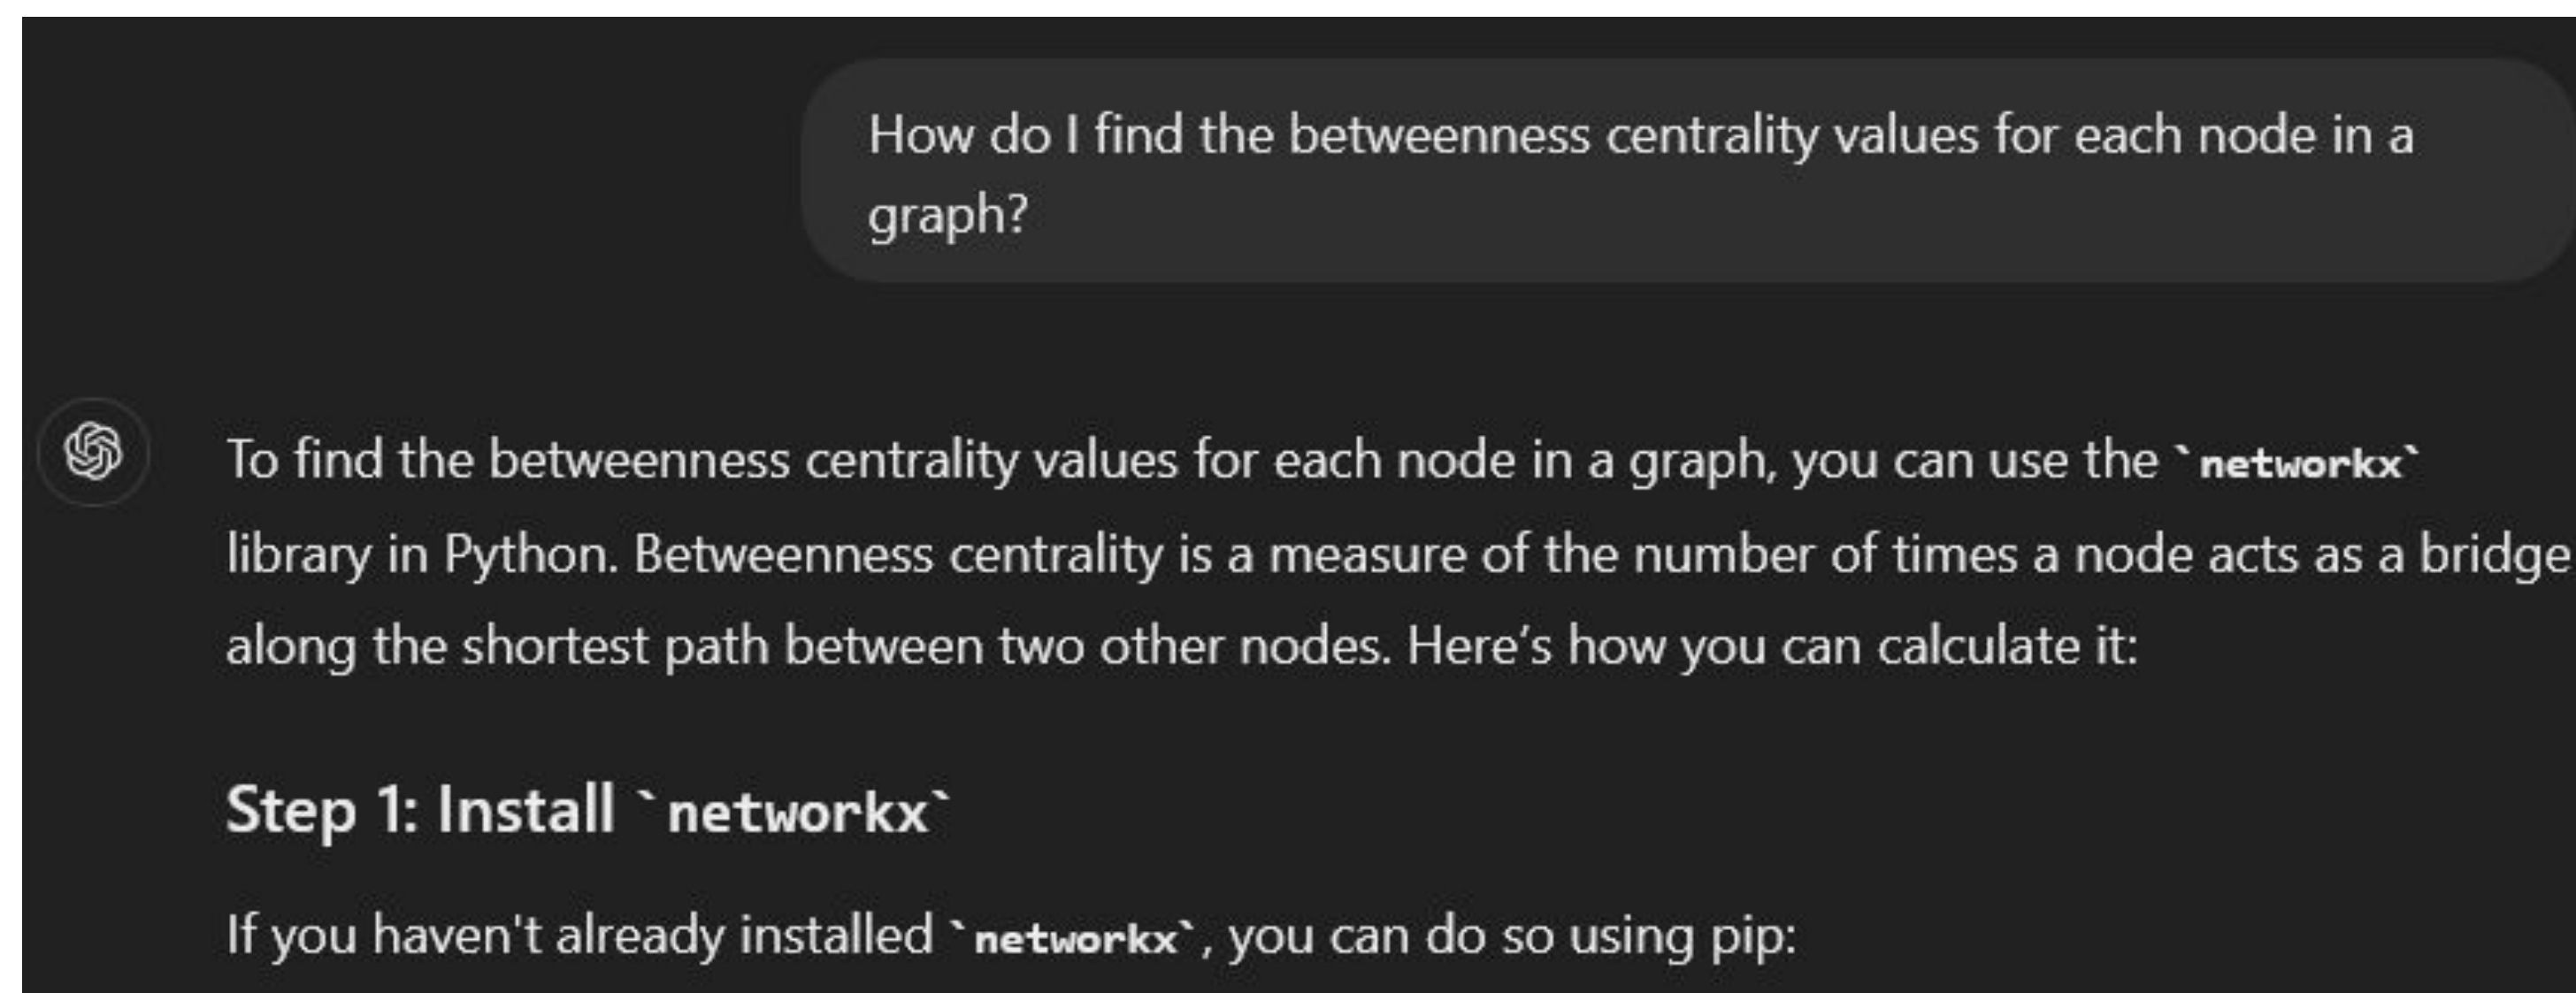 How do I find the betweenness centrality values for each node in a
graph?
To find the betweenness centrality values for each node in a graph, you can use the `networkx`
library in Python. Betweenness centrality is a measure of the number of times a node acts as a bridge
along the shortest path between two other nodes. Here’s how you can calculate it:
Step 1: Install `networkx`
If you haven't already installed `networkx`, you can do so using pip: